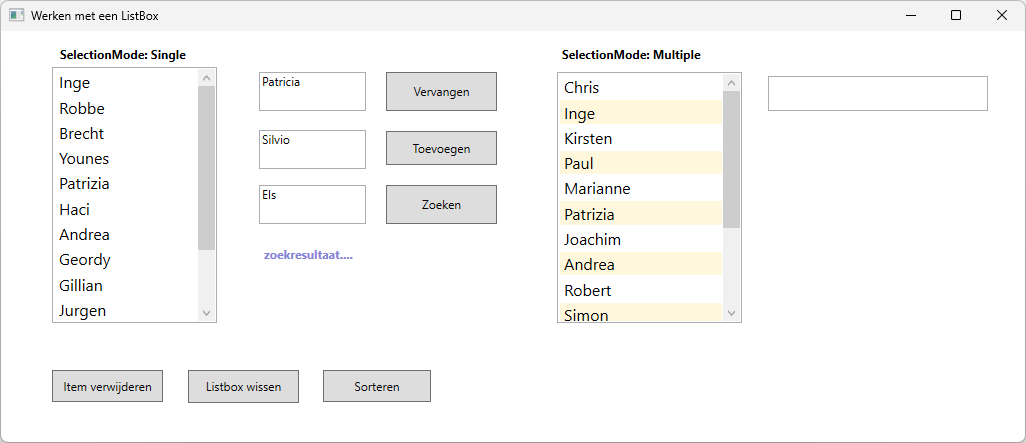 Werken met een ListBox
SelectionMode: Single
Inge
Robbe
Brecht
Younes
Patrizia
Haci
Andrea
Geordy
Gillian
Jurgen
Patricia
Vervangen
Silvio
Toevoegen
Els
Zoeken
zoekresultaat....
SelectionMode: Multiple
Chris
Inge
Kirsten
Paul
Marianne
Patrizia
Joachim
Andrea
Robert
Simon
Item verwijderen
Listbox wissen
Sorteren